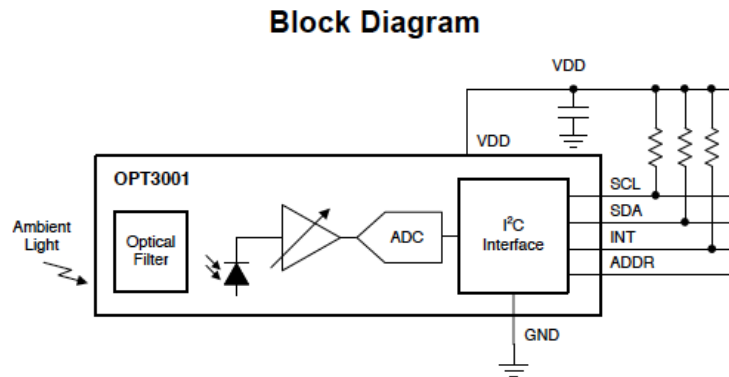 Block Diagram
VDD
VDD
OPT3001
SCL
SDA
INT
ADDR
Ambient
Light
Optical
Filter
ADC
I²C
Interface
GND